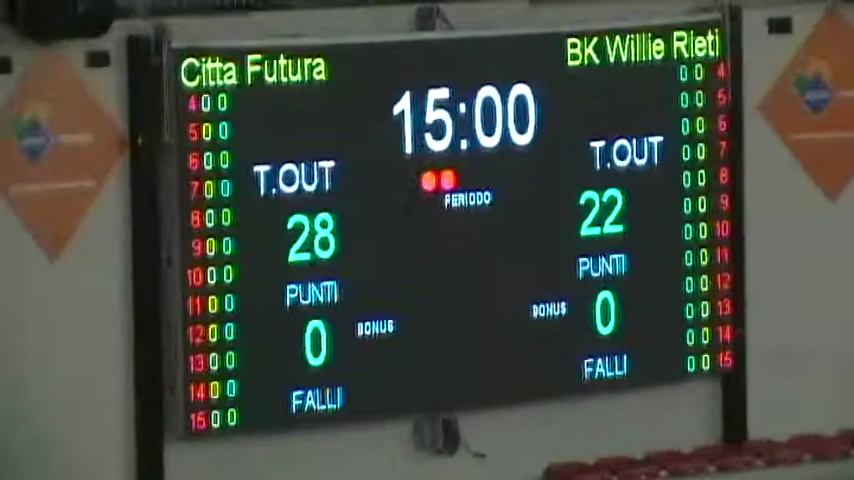 Citta Futura
BK Willie Rieti
15:00
T.OUT
T.OUT
PERIODO
28
22
PUNTI
PUNTI
0
BONUS
BONUS
0
FALLI
FALLI
4 0 0
5 0 0
6 0 0
7 0 0
8 0 0
9 0 0
10 0 0
11 0 0
12 0 0
13 0 0
14 0 0
15 0 0
0 0 4
0 0 5
0 0 6
0 0 7
0 0 8
0 0 9
0 0 10
0 0 11
0 0 12
0 0 13
0 0 14
0 0 15